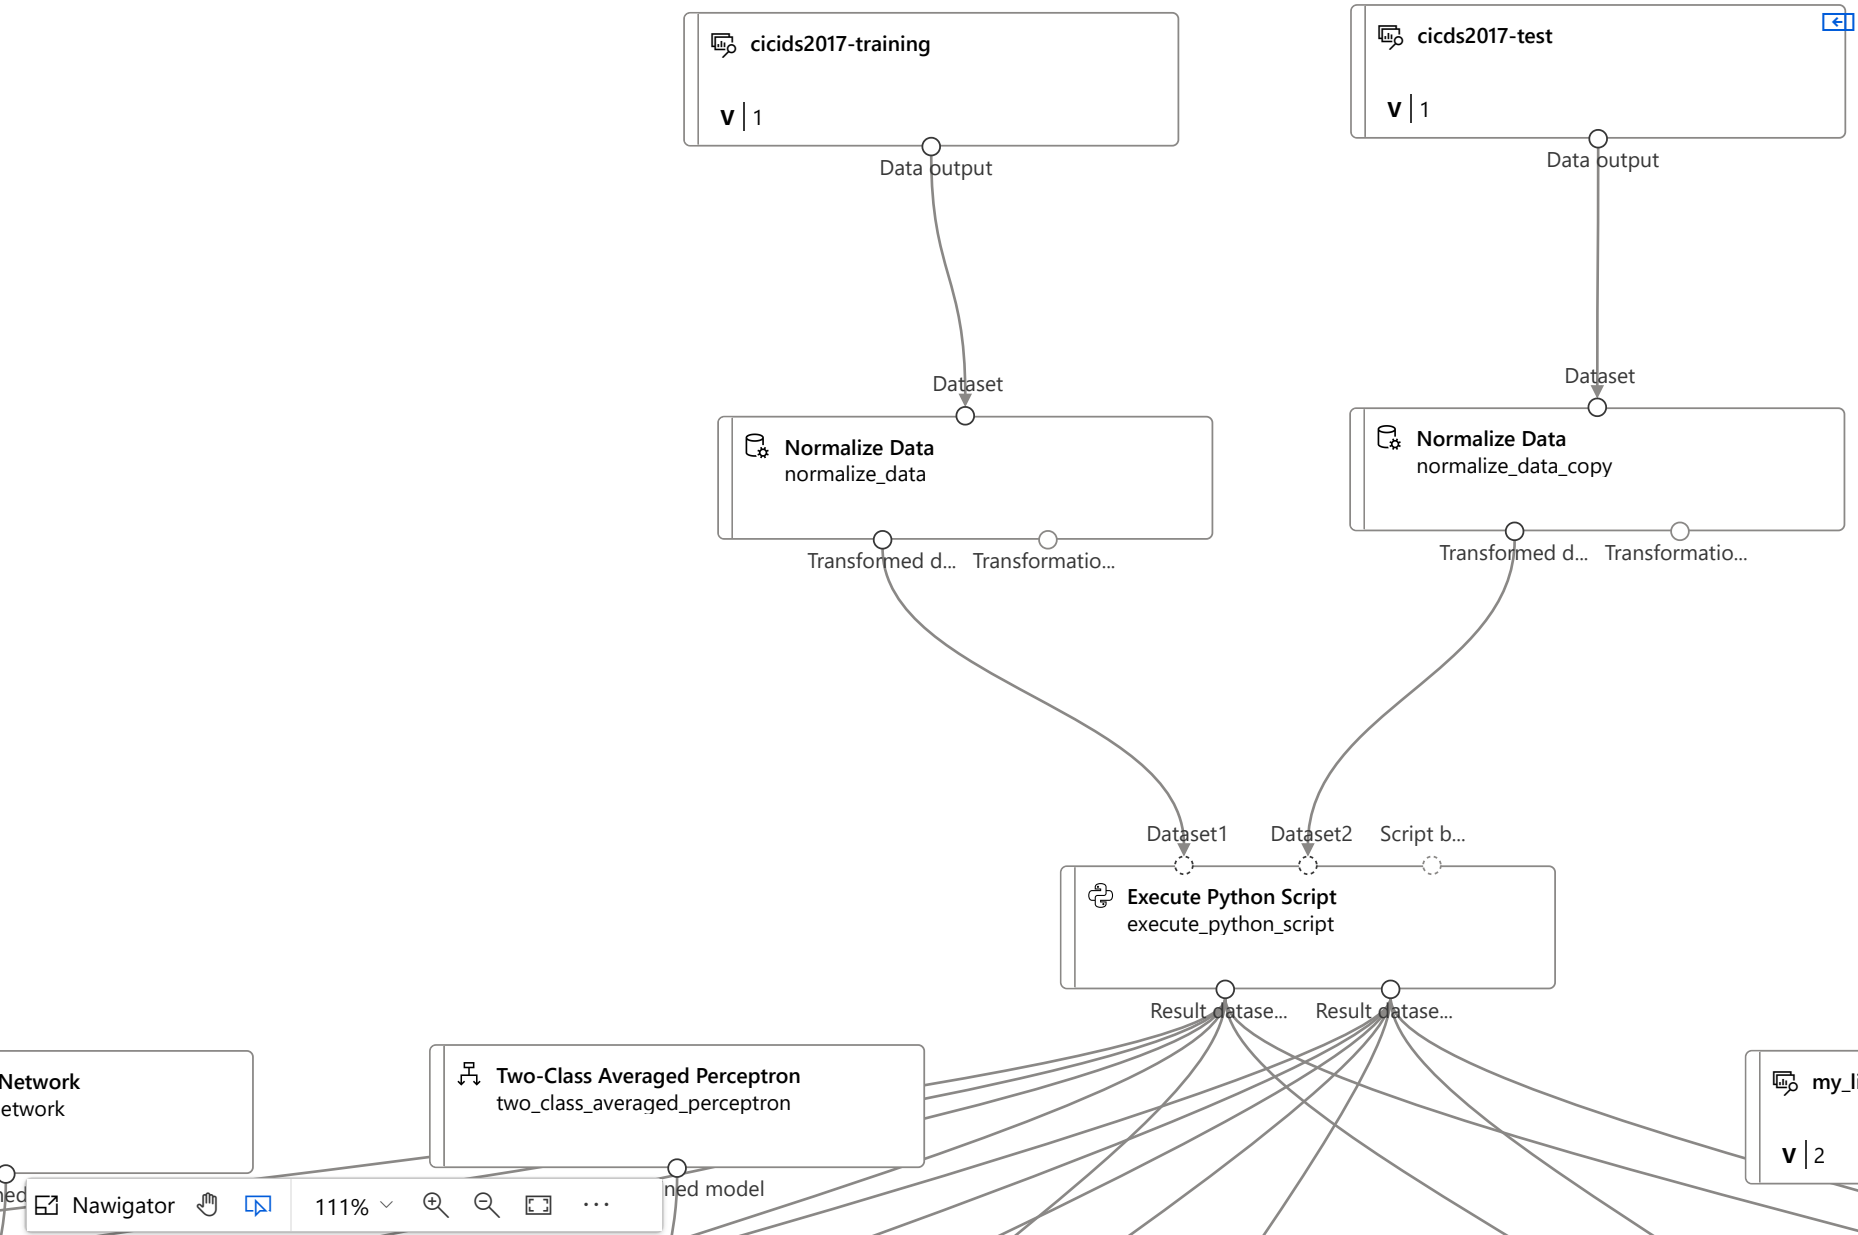 cicids2017-training
V | 1
Data output
cicds2017-test
V | 1
Data output
Dataset
Normalize Data
normalize_data
Transformed d...
Transformatio...
Dataset
Normalize Data
normalize_data_copy
Transformed d...
Transformatio...
Dataset1
Dataset2
Script b...
Execute Python Script
execute_python_script
Result datase...
Result datase...
Network
etwork
ned
Two-Class Averaged Perceptron
two_class_averaged_perceptron
ned model
my_li
V | 2
Nawigator
111%